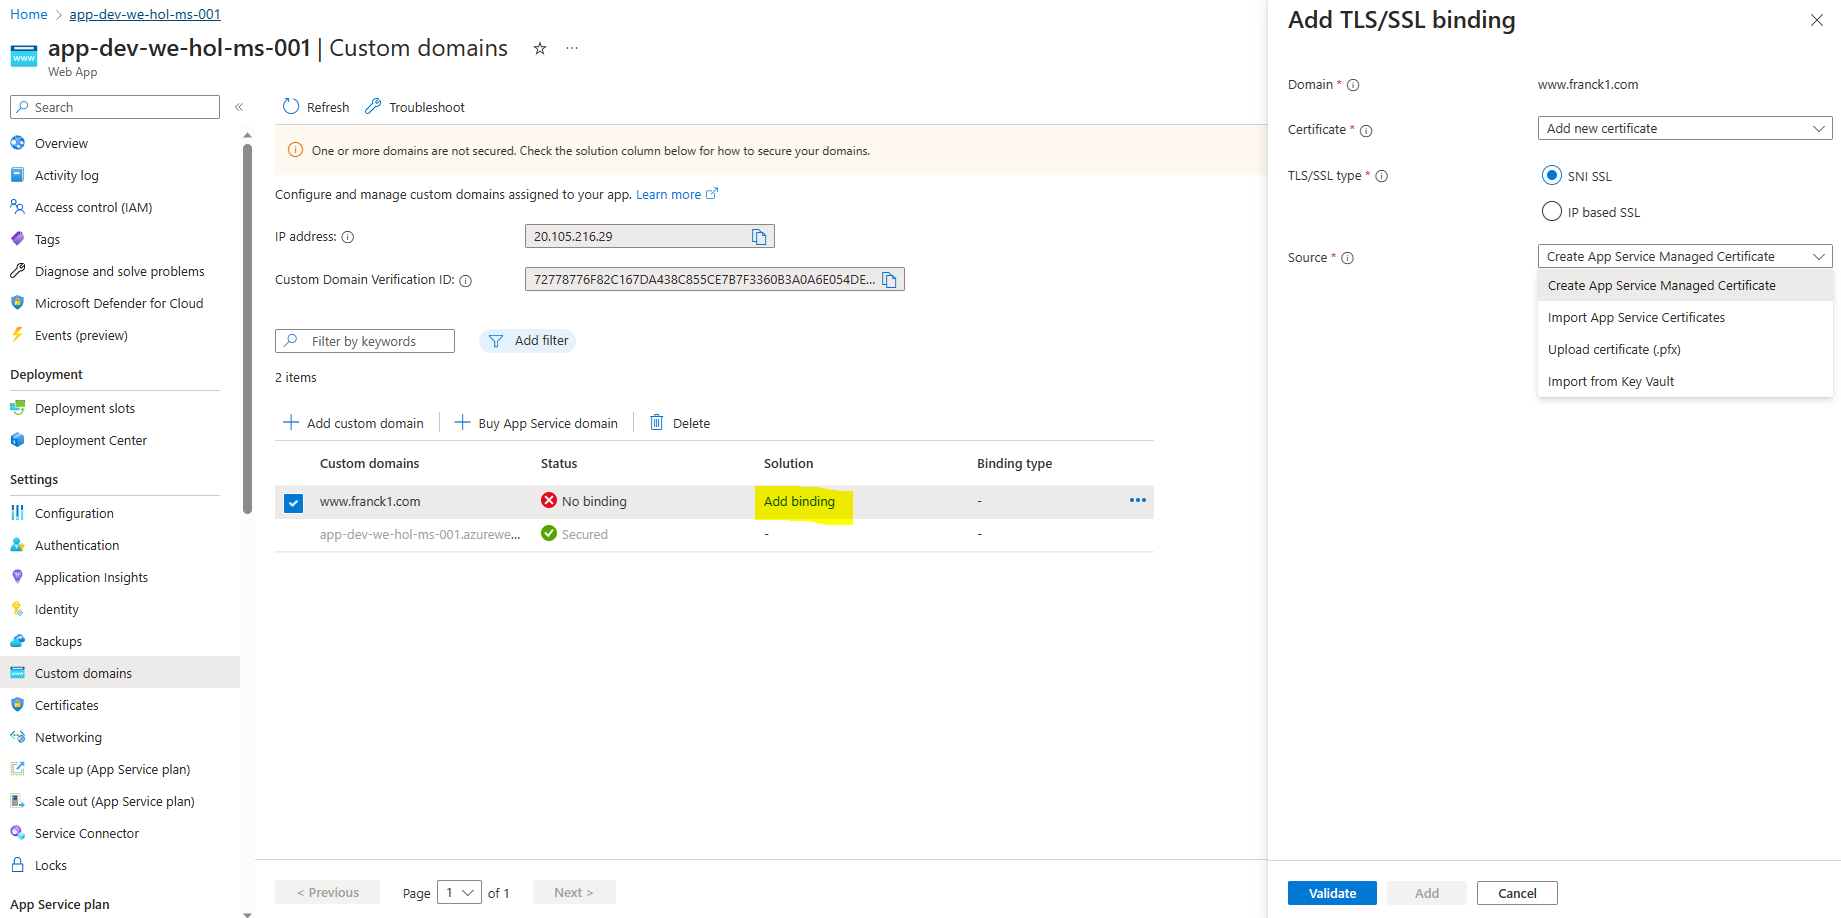 Home > app-dev-we-hol-ms-001
app-dev-we-hol-ms-001 | Custom domains
Web App
Search
Overview
Activity log
Access control (IAM)
Tags
Diagnose and solve problems
Microsoft Defender for Cloud
Events (preview)
Deployment
Deployment slots
Deployment Center
Settings
Configuration
Authentication
Application Insights
Identity
Backups
Custom domains
Certificates
Networking
Scale up (App Service plan)
Scale out (App Service plan)
Service Connector
Locks
App Service plan
Refresh Troubleshoot
One or more domains are not secured. Check the solution column below for how to secure your domains.
Configure and manage custom domains assigned to your app. Learn more
IP address: 20.105.216.29
Custom Domain Verification ID: 72778776F82C167DA438C855CE7B7F3360B3A0A6E054DE...
Filter by keywords Add filter
2 items
Add custom domain Buy App Service domain Delete
Custom domains Status Solution Binding type
www.franck1.com No binding Add binding -
app-dev-we-hol-ms-001.azurewe... Secured - -
< Previous Page 1 of 1 Next >
Add TLS/SSL binding
Domain * www.franck1.com
Certificate * Add new certificate
TLS/SSL type * SNI SSL
IP based SSL
Source * Create App Service Managed Certificate
Create App Service Managed Certificate
Import App Service Certificates
Upload certificate (.pfx)
Import from Key Vault
Validate Add Cancel